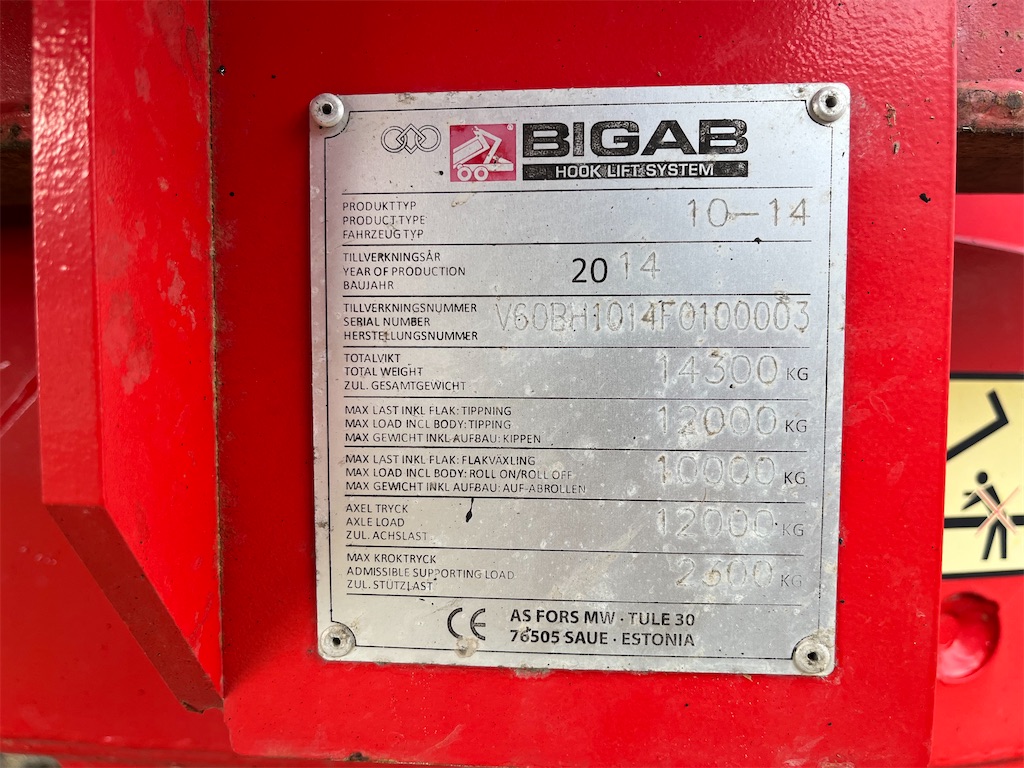 BIGAB
HOOK LIFT SYSTEM
PRODUKTTYP
PRODUCT TYPE 10-14
FAHRZEUG TYP
TILLVERKNINGSÅR
YEAR OF PRODUCTION 2014
BAUJAHR
TILLVERKNINGSNUMMER
SERIAL NUMBER V60BH1014F0100003
HERSTELLUNGSNUMMER
TOTALVIKT
TOTAL WEIGHT 14300 KG
ZUL. GESAMTGEWICHT
MAX LAST INKL FLAK: TIPPNING
MAX LOAD INCL BODY: TIPPING 12000 KG
MAX GEWICHT INKL AUFBAU: KIPPEN
MAX LAST INKL FLAK: FLAKVÄXLING
MAX LOAD INCL BODY: ROLL ON/ROLL OFF 10000 KG
MAX GEWICHT INKL AUFBAU: AUF-ABROLLEN
AXEL TRYCK
AXLE LOAD 12000 KG
ZUL. ACHSLAST
MAX KROKTRYCK
ADMISSIBLE SUPPORTING LOAD 2300 KG
ZUL. STÜTZLAST
CE AS FORS MW · TULE 30
76505 SAUE · ESTONIA